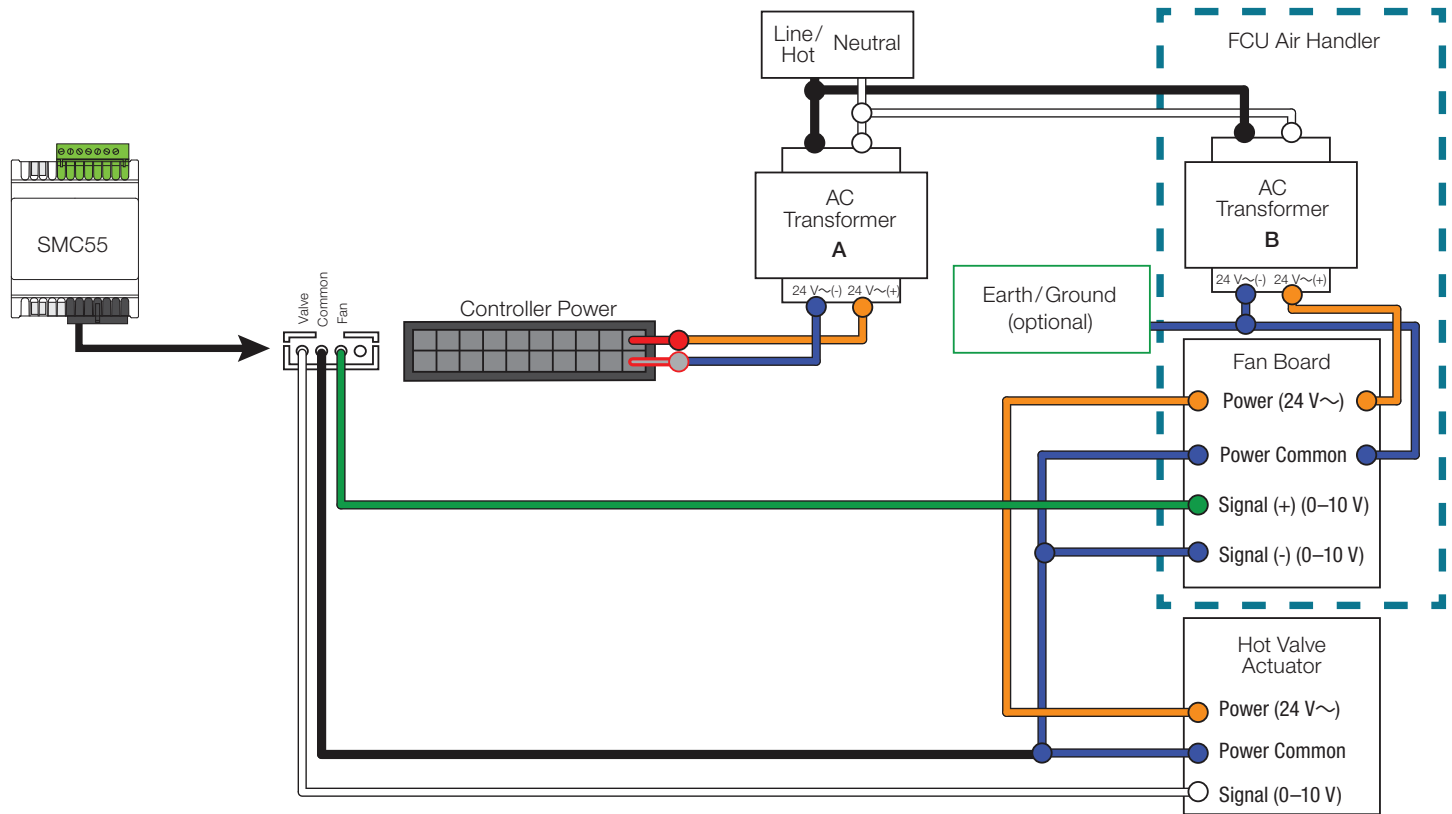 Line/
Hot
Neutral
FCU Air Handler
SMC55
AC
Transformer
A
24 V～(-)
24 V～(+)
AC
Transformer
B
24 V～(-)
24 V～(+)
Valve
Common
Fan
Controller Power
Earth/Ground
(optional)
Fan Board
Power (24 V～)
Power Common
Signal (+) (0–10 V)
Signal (-) (0–10 V)
Hot Valve
Actuator
Power (24 V～)
Power Common
Signal (0–10 V)